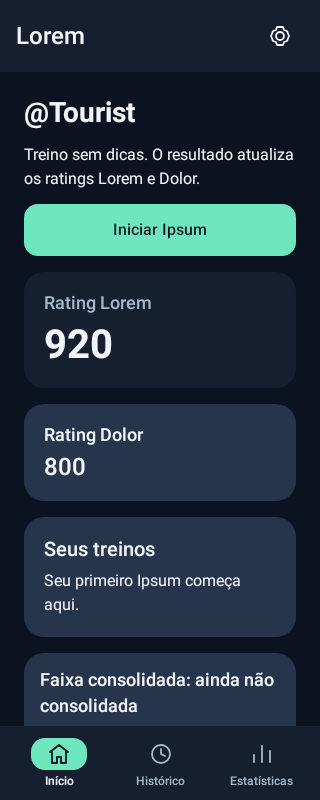 Lorem
@Tourist
Treino sem dicas. O resultado atualiza
os ratings Lorem e Dolor.
Iniciar Ipsum
Rating Lorem
920
Rating Dolor
800
Seus treinos
Seu primeiro Ipsum começa
aqui.
Faixa consolidada: ainda não
consolidada
Início
Histórico
Estatísticas